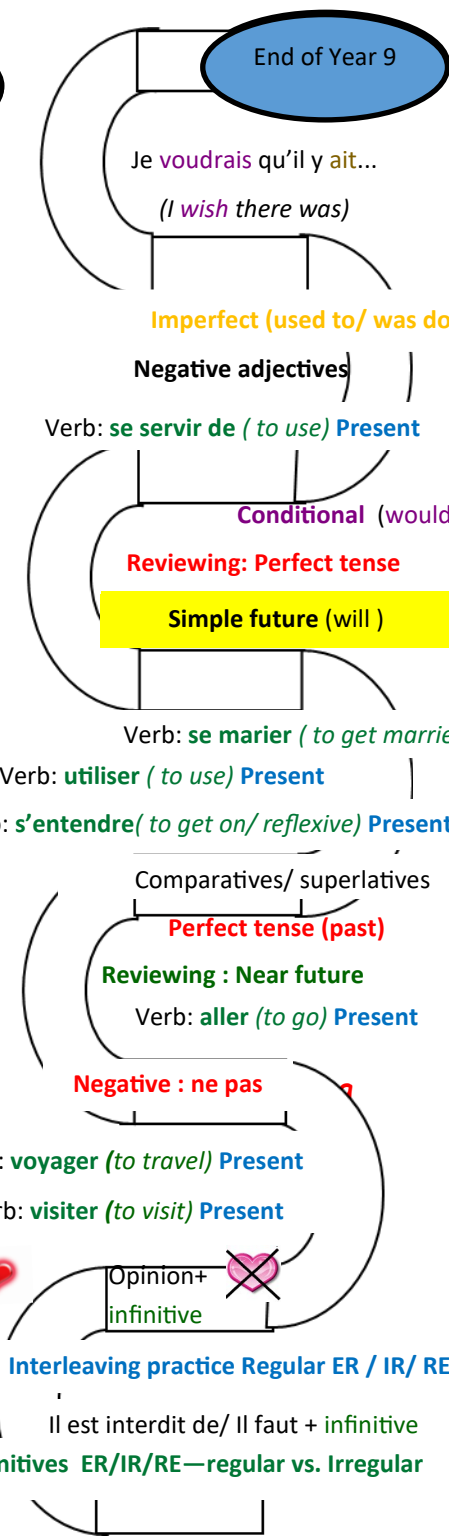 End of Year 9
Je voudrais qu'il y ait...
(I wish there was)
Imperfect (used to/ was do
Negative adjectives
Verb: se servir de ( to use) Present
Conditional (would
Reviewing: Perfect tense
Simple future (will )
Verb: se marier ( to get marrie
Verb: utiliser ( to use) Present
: s'entendre( to get on/ reflexive) Present
Comparatives/ superlatives
Perfect tense (past)
Reviewing : Near future
Verb: aller (to go) Present
Negative : ne pas
: voyager (to travel) Present
rb: visiter (to visit) Present
Opinion+
infinitive
Interleaving practice Regular ER / IR/ RE
Il est interdit de/ Il faut + infinitive
nitives ER/IR/RE—regular vs. Irregular